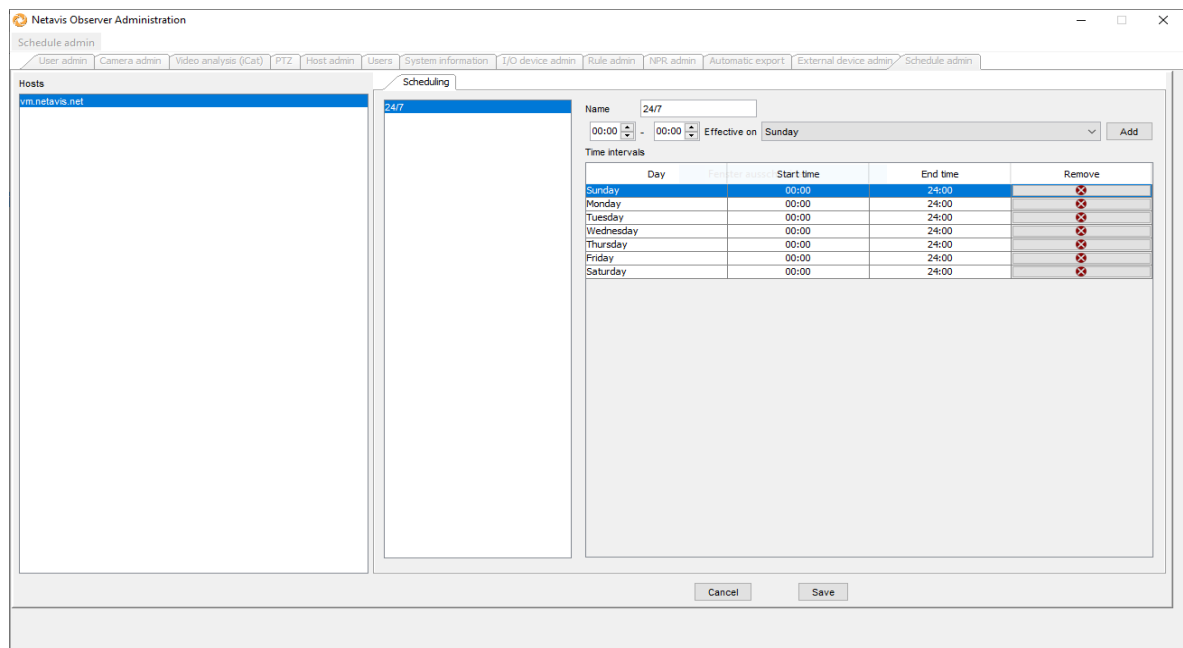 Netavis Observer Administration
Schedule admin
User admin Camera admin Video analysis (iCat) PTZ Host admin Users System information I/O device admin Rule admin NPR admin Automatic export External device admin Schedule admin
Hosts
vm.netavis.net
Scheduling
24/7
Name 24/7
00:00 - 00:00 Effective on Sunday Add
Time intervals
Day Start time End time Remove
Sunday 00:00 24:00
Monday 00:00 24:00
Tuesday 00:00 24:00
Wednesday 00:00 24:00
Thursday 00:00 24:00
Friday 00:00 24:00
Saturday 00:00 24:00
Cancel Save